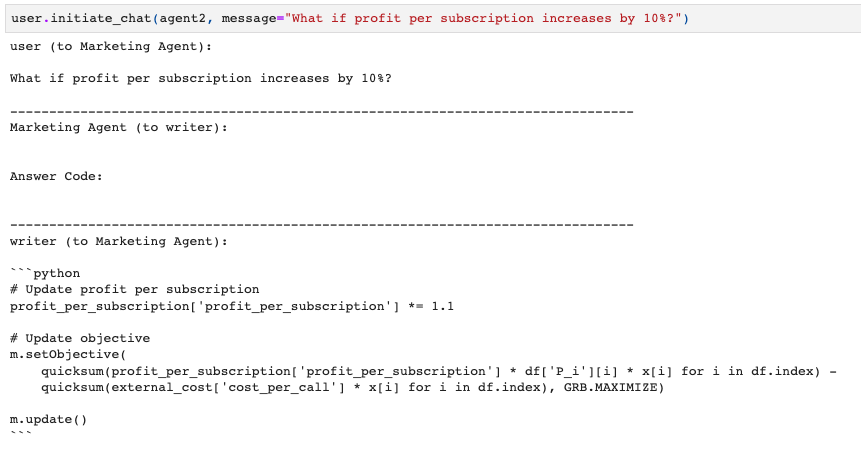 user.initiate_chat(agent2, message="What if profit per subscription increases by 10%?")
user (to Marketing Agent):
What if profit per subscription increases by 10%?
--------------------------------------------------------------------------------
Marketing Agent (to writer):
Answer Code:
--------------------------------------------------------------------------------
writer (to Marketing Agent):
```python
# Update profit per subscription
profit_per_subscription['profit_per_subscription'] *= 1.1
# Update objective
m.setObjective(
    quicksum(profit_per_subscription['profit_per_subscription'] * df['P_i'][i] * x[i] for i in df.index) -
    quicksum(external_cost['cost_per_call'] * x[i] for i in df.index), GRB.MAXIMIZE)
m.update()
```